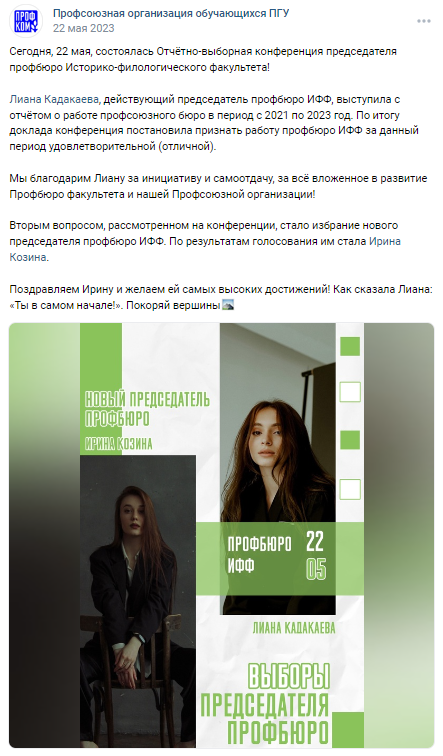 ПРОФ
КОМ
Профсоюзная организация обучающихся ПГУ
22 мая 2023
Сегодня, 22 мая, состоялась Отчётно-выборная конференция председателя
профбюро Историко-филологического факультета!
Лиана Кадакаева, действующий председатель профбюро ИФФ, выступила с
отчётом о работе профсоюзного бюро в период с 2021 по 2023 год. По итогу
доклада конференция постановила признать работу профбюро ИФФ за данный
период удовлетворительной (отличной).
Мы благодарим Лиану за инициативу и самоотдачу, за всё вложенное в развитие
Профбюро факультета и нашей Профсоюзной организации!
Вторым вопросом, рассмотренном на конференции, стало избрание нового
председателя профбюро ИФФ. По результатам голосования им стала Ирина
Козина.
Поздравляем Ирину и желаем ей самых высоких достижений! Как сказала Лиана:
«Ты в самом начале!». Покоряй вершины
НОВЫЙ ПРЕДСЕДАТЕЛЬ
ПРОФБЮРО
ИРИНА КОЗИНА
ПРОФБЮРО 22
ИФФ 05
ЛИАНА КАДАКАЕВА
ВЫБОРЫ
ПРЕДСЕДАТЕЛЯ
ПРОФБЮРО